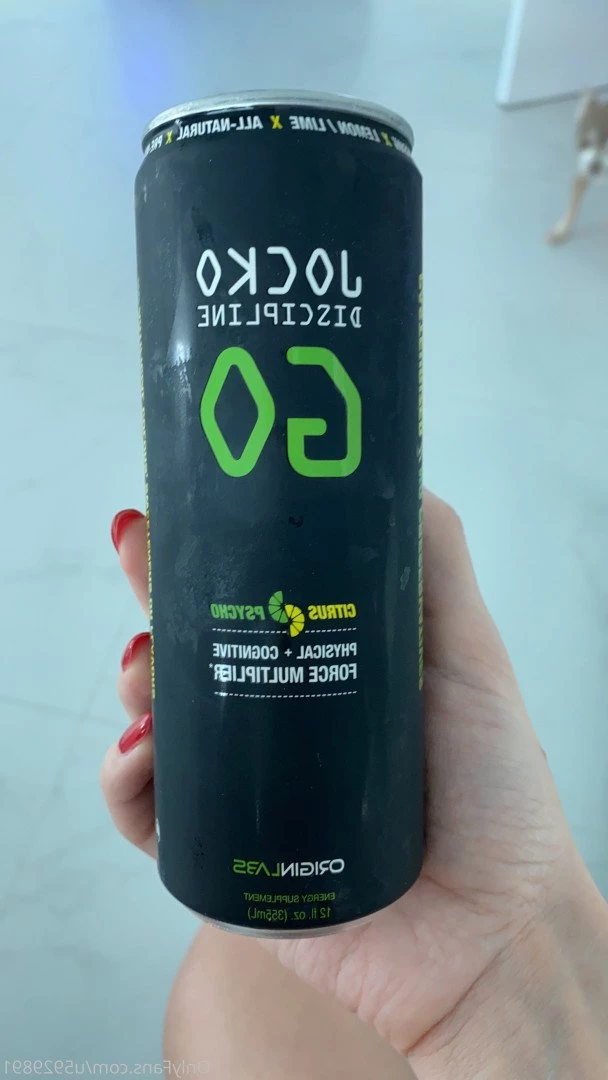 X LEMON / LIME X ALL-NATURAL X
JOCKO
DISCIPLINE
GO
CITRUS PSYCHO
PHYSICAL + COGNITIVE
FORCE MULTIPLIER*
ORIGINLABS
ENERGY SUPPLEMENT
12 fl. oz. (355mL)
OnlyFans.com/u5929891